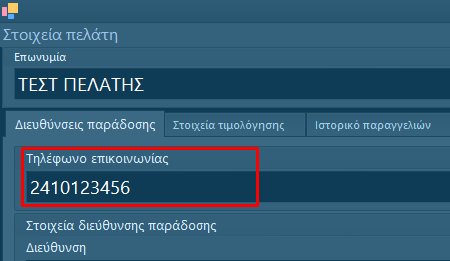 Στοιχεία πελάτη
Επωνυμία
ΤΕΣΤ ΠΕΛΑΤΗΣ
Διευθύνσεις παράδοσης Στοιχεία τιμολόγησης Ιστορικό παραγγελιών
Τηλέφωνο επικοινωνίας
2410123456
Στοιχεία διεύθυνσης παράδοσης
Διεύθυνση